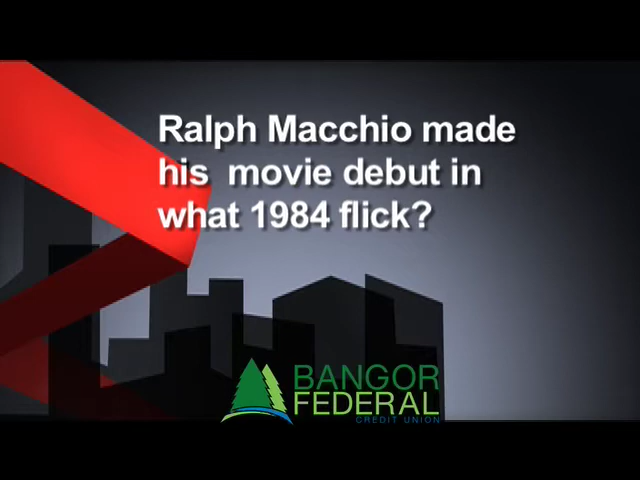 Ralph Macchio made
his movie debut in
what 1984 flick?
BANGOR
FEDERAL
CREDIT UNION